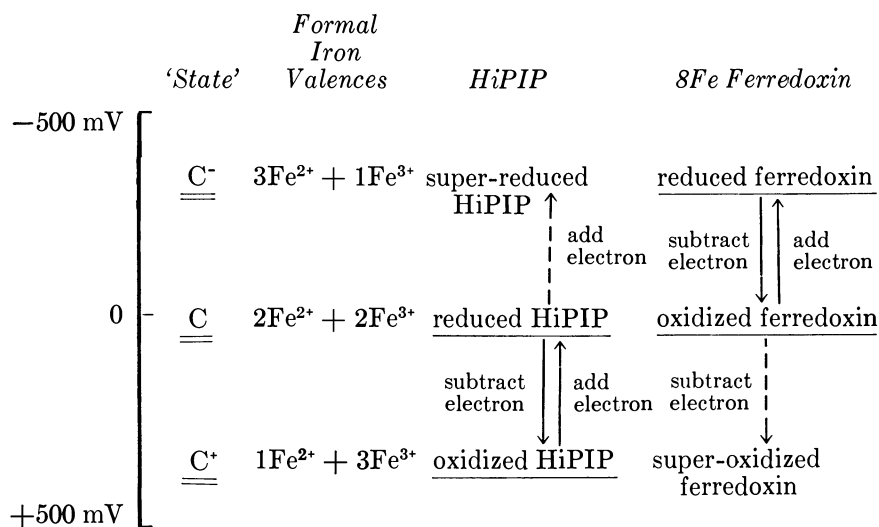 Formal
Iron
'State' Valences HiPIP 8Fe Ferredoxin
−500 mV
C⁻ 3Fe²⁺ + 1Fe³⁺ super-reduced HiPIP reduced ferredoxin
add electron
subtract electron
add electron
0 C 2Fe²⁺ + 2Fe³⁺ reduced HiPIP oxidized ferredoxin
subtract electron
add electron
subtract electron
C⁺ 1Fe²⁺ + 3Fe³⁺ oxidized HiPIP super-oxidized ferredoxin
+500 mV